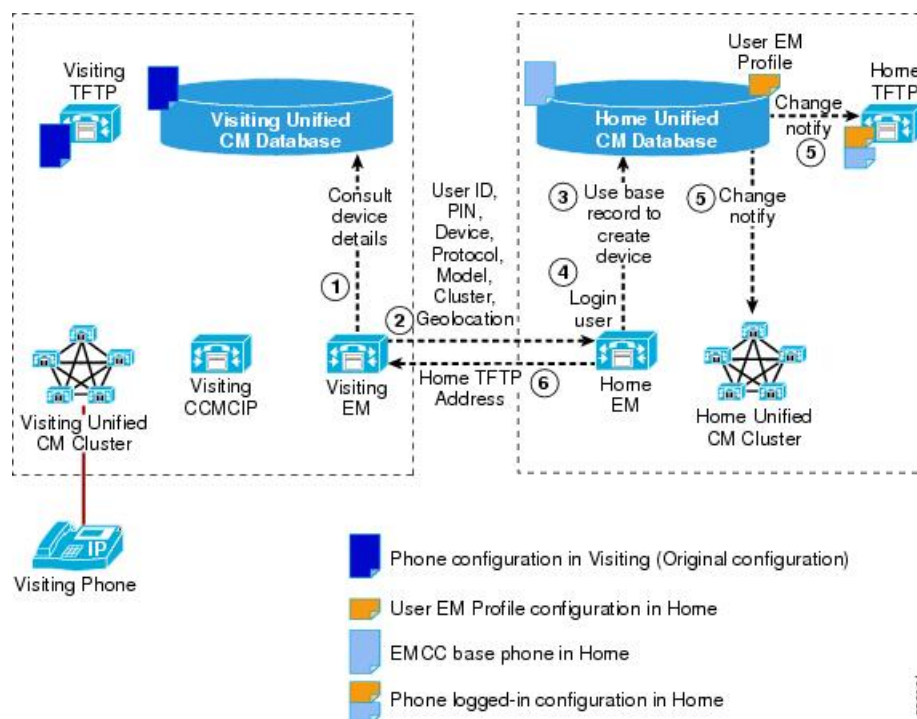 Visiting
TFTP
Visiting Unified
CM Database
Consult
device
details
1
User ID,
PIN,
Device,
Protocol,
Model,
Cluster,
Geolocation
2
Visiting Unified
CM Cluster
Visiting
CCMCIP
Visiting
EM
Home TFTP
Address
6
IP
Visiting Phone
User EM
Profile
Home
TFTP
Home Unified
CM Database
Change
notify
5
3
Use base
record to
create
device
4
Login
user
5
Change
notify
Home
EM
Home Unified
CM Cluster
Phone configuration in Visiting (Original configuration)
User EM Profile configuration in Home
EMCC base phone in Home
Phone logged-in configuration in Home